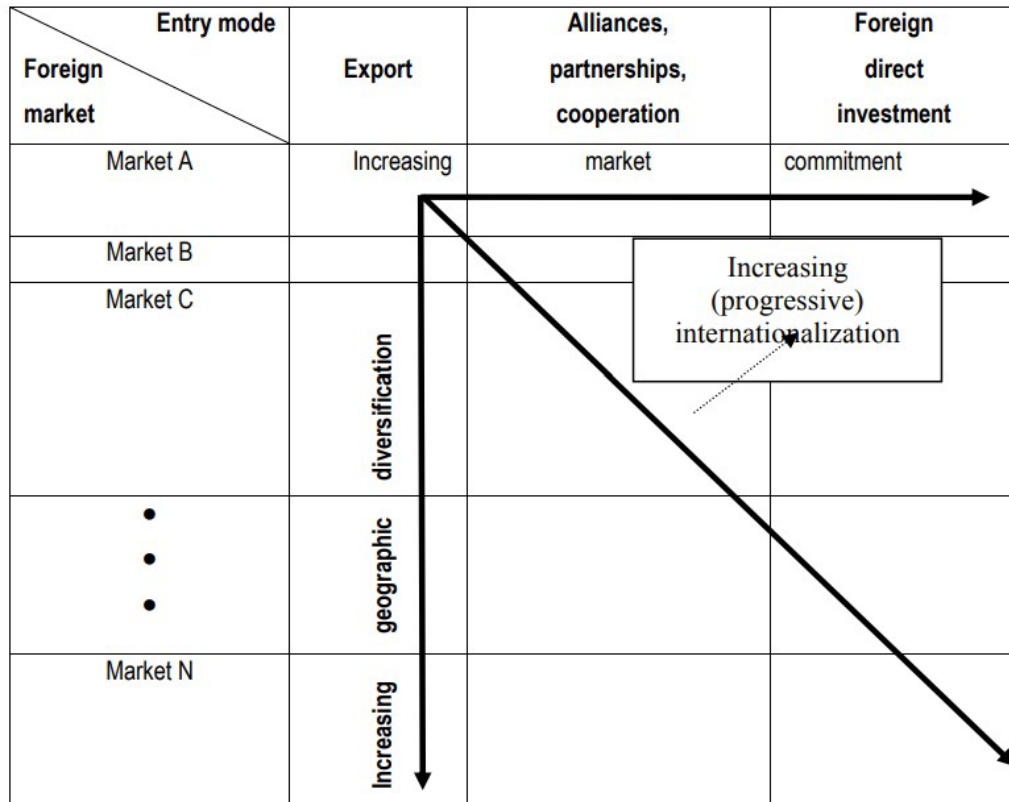 Entry mode
Foreign
market
Export
Alliances,
partnerships,
cooperation
Foreign
direct
investment
Market A
Increasing market commitment
Market B
Market C
Increasing
(progressive)
internationalization
Increasing geographic diversification
•
•
•
Market N